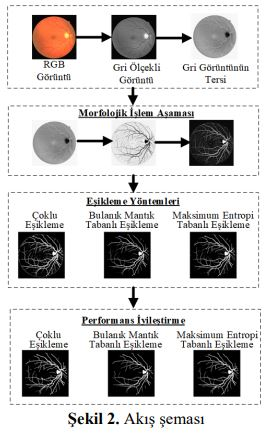 RGB
Görüntü
Gri Ölçekli
Görüntü
Gri Görüntünün
Tersi
Morfolojik İşlem Aşaması
Eşikleme Yöntemleri
Çoklu
Eşikleme
Bulanık Mantık
Tabanlı Eşikleme
Maksimum Entropi
Tabanlı Eşikleme
Performans İyileştirme
Çoklu
Eşikleme
Bulanık Mantık
Tabanlı Eşikleme
Maksimum Entropi
Tabanlı Eşikleme
Şekil 2. Akış şeması